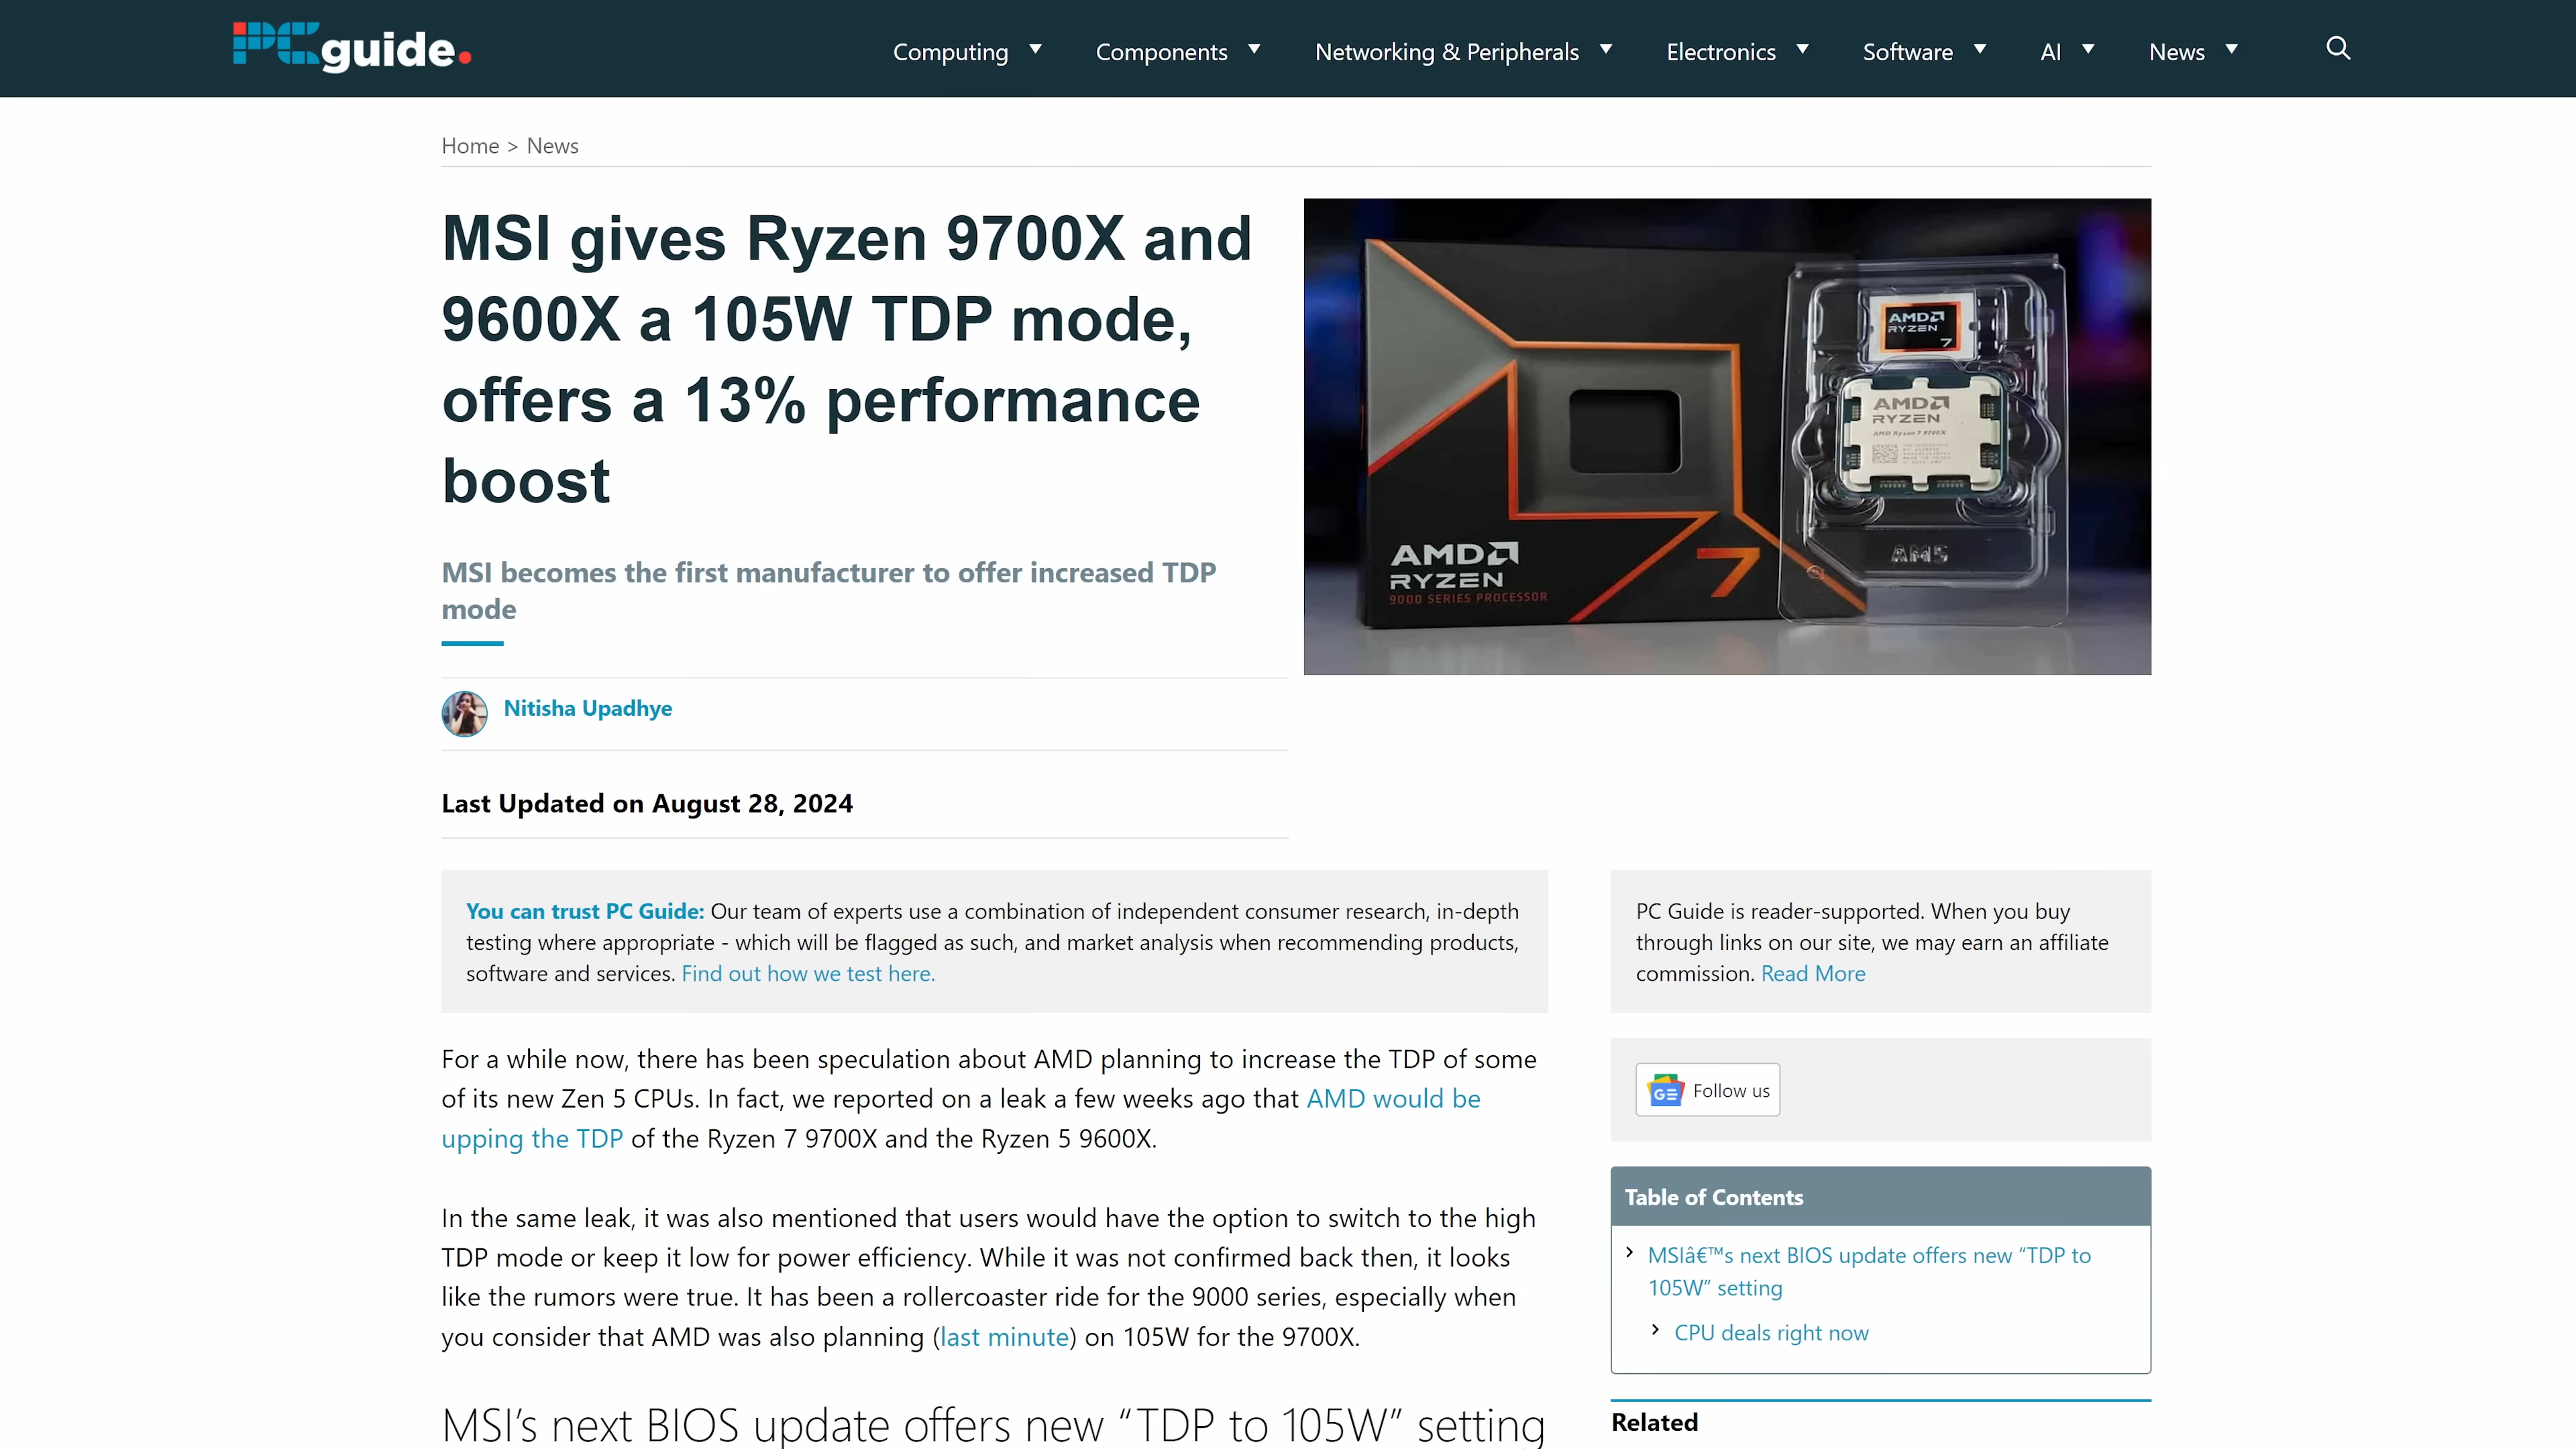 PCguide.
Computing
Components
Networking & Peripherals
Electronics
Software
AI
News
Home > News
MSI gives Ryzen 9700X and
9600X a 105W TDP mode,
offers a 13% performance
boost
MSI becomes the first manufacturer to offer increased TDP
mode
AMD
RYZEN
9000 SERIES PROCESSOR
7
AMD
RYZEN
7
AMD
RYZEN
AMD Ryzen 7 9700X
AM5
Nitisha Upadhye
Last Updated on August 28, 2024
You can trust PC Guide: Our team of experts use a combination of independent consumer research, in-depth
testing where appropriate - which will be flagged as such, and market analysis when recommending products,
software and services. Find out how we test here.
PC Guide is reader-supported. When you buy
through links on our site, we may earn an affiliate
commission. Read More
For a while now, there has been speculation about AMD planning to increase the TDP of some
of its new Zen 5 CPUs. In fact, we reported on a leak a few weeks ago that AMD would be
upping the TDP of the Ryzen 7 9700X and the Ryzen 5 9600X.
In the same leak, it was also mentioned that users would have the option to switch to the high
TDP mode or keep it low for power efficiency. While it was not confirmed back then, it looks
like the rumors were true. It has been a rollercoaster ride for the 9000 series, especially when
you consider that AMD was also planning (last minute) on 105W for the 9700X.
MSI’s next BIOS update offers new “TDP to 105W” setting
GE Follow us
Table of Contents
MSIâ€™s next BIOS update offers new “TDP to
105W” setting
CPU deals right now
Related